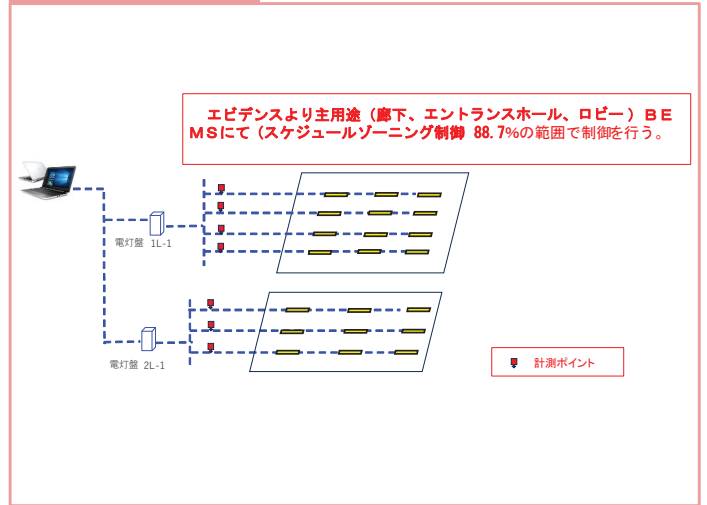 エビデンスより主用途（廊下、エントランスホール、ロビー）ＢＥ
ＭＳにて（スケジュールゾーニング制御 88.7%の範囲で制御を行う。
電灯盤 1L-1
電灯盤 2L-1
計測ポイント